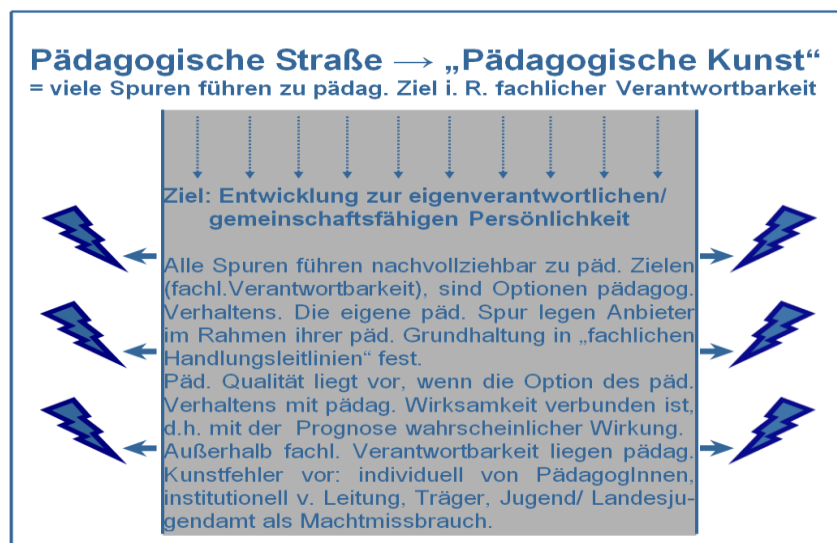 Pädagogische Straße → „Pädagogische Kunst“
= viele Spuren führen zu pädag. Ziel i. R. fachlicher Verantwortbarkeit
Ziel: Entwicklung zur eigenverantwortlichen/
gemeinschaftsfähigen Persönlichkeit
Alle Spuren führen nachvollziehbar zu päd. Zielen
(fachl.Verantwortbarkeit), sind Optionen pädagog.
Verhaltens. Die eigene päd. Spur legen Anbieter
im Rahmen ihrer päd. Grundhaltung in „fachlichen
Handlungsleitlinien“ fest.
Päd. Qualität liegt vor, wenn die Option des päd.
Verhaltens mit pädag. Wirksamkeit verbunden ist,
d.h. mit der Prognose wahrscheinlicher Wirkung.
Außerhalb fachl. Verantwortbarkeit liegen pädag.
Kunstfehler vor: individuell von PädagogInnen,
institutionell v. Leitung, Träger, Jugend/ Landesju-
gendamt als Machtmissbrauch.